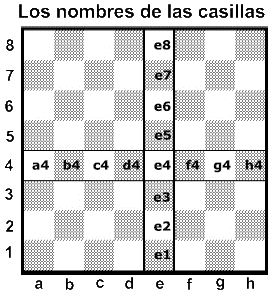 Los nombres de las casillas
8 e8
7 e7
6 e6
5 e5
4 a4 b4 c4 d4 e4 f4 g4 h4
3 e3
2 e2
1 e1
a b c d e f g h